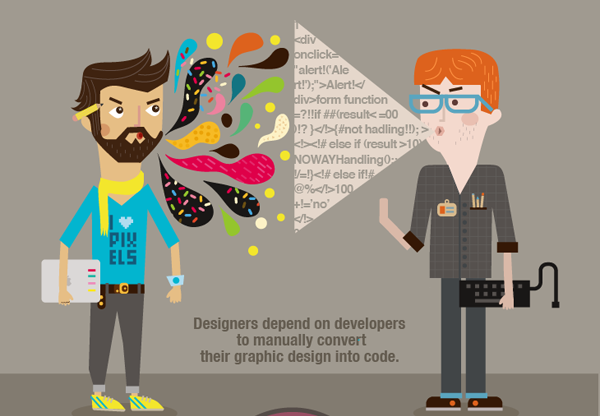 <div
onclick=
'alert!('Ale
rt!');">Alert!</
div>form function
=?!!if ##(result< =00
)!? }</!>{#not hadling!!); >
<!><!# else if (result >10)
NOWAYHandling();
!/=!}<!# else if!#
@%</!>100
+!='no'
</!>
I
PIX
ELS
Designers depend on developers
to manually convert
their graphic design into code.